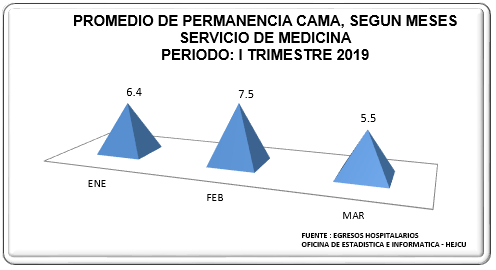 PROMEDIO DE PERMANENCIA CAMA, SEGUN MESES
SERVICIO DE MEDICINA
PERIODO: I TRIMESTRE 2019
6.4
7.5
5.5
ENE
FEB
MAR
FUENTE : EGRESOS HOSPITALARIOS
OFICINA DE ESTADISTICA E INFORMATICA - HEJCU